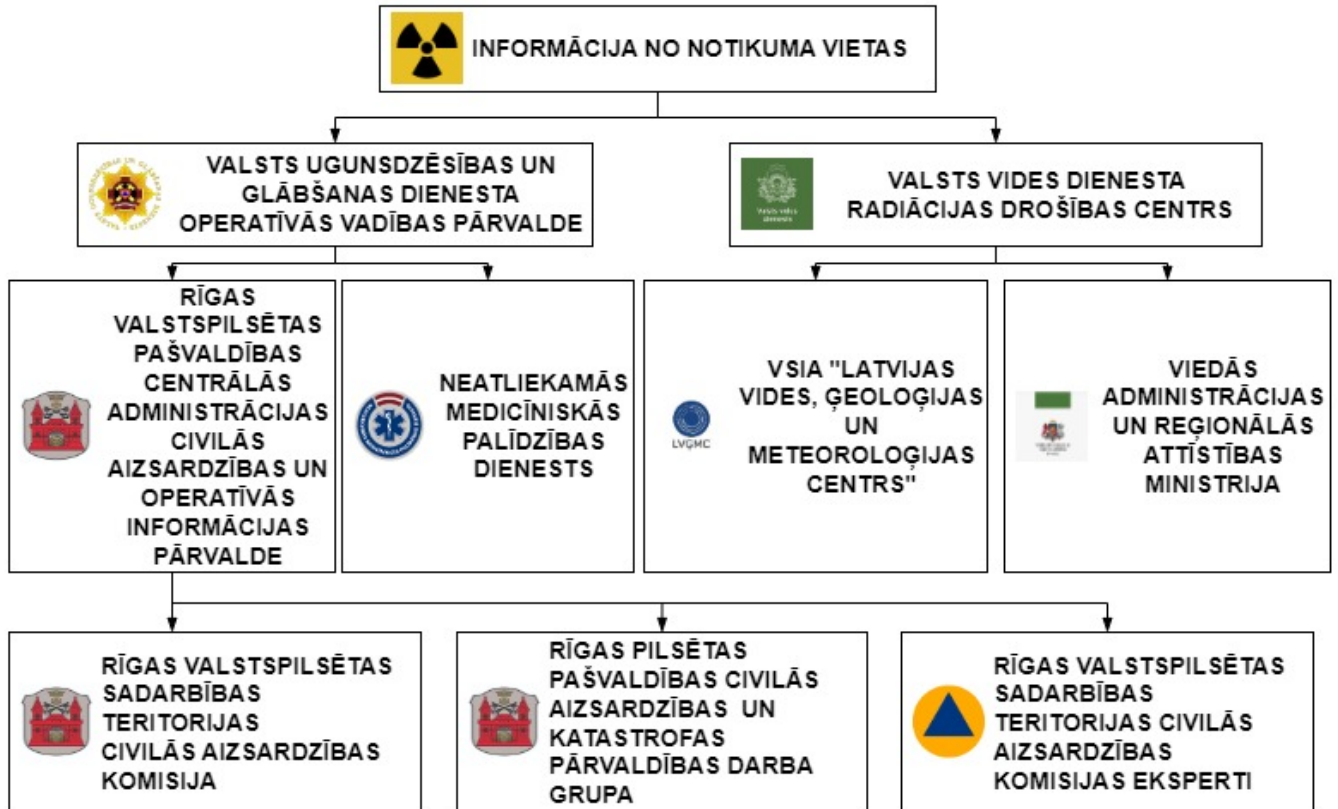 INFORMĀCIJA NO NOTIKUMA VIETAS
VALSTS UGUNSDZĒSĪBAS UN
GLĀBŠANAS DIENESTA
OPERATĪVĀS VADĪBAS PĀRVALDE
Valsts vides
dienests
VALSTS VIDES DIENESTA
RADIĀCIJAS DROŠĪBAS CENTRS
RĪGAS
VALSTSPILSĒTAS
PAŠVALDĪBAS
CENTRĀLĀS
ADMINISTRĀCIJAS
CIVILĀS
AIZSARDZĪBAS UN
OPERATĪVĀS
INFORMĀCIJAS
PĀRVALDE
NEATLIEKAMĀS
MEDICĪNISKĀS
PALĪDZĪBAS
DIENESTS
LVĢMC
VSIA "LATVIJAS
VIDES, ĢEOLOĢIJAS
UN
METEOROLOĢIJAS
CENTRS"
VIEDĀS
ADMINISTRĀCIJAS
UN REĢIONĀLĀS
ATTĪSTĪBAS
MINISTRIJA
RĪGAS VALSTSPILSĒTAS
SADARBĪBAS
TERITORIJAS
CIVILĀS AIZSARDZĪBAS
KOMISIJA
RĪGAS PILSĒTAS
PAŠVALDĪBAS CIVILĀS
AIZSARDZĪBAS UN
KATASTROFAS
PĀRVALDĪBAS DARBA
GRUPA
RĪGAS VALSTSPILSĒTAS
SADARBĪBAS
TERITORIJAS CIVILĀS
AIZSARDZĪBAS
KOMISIJAS EKSPERTI